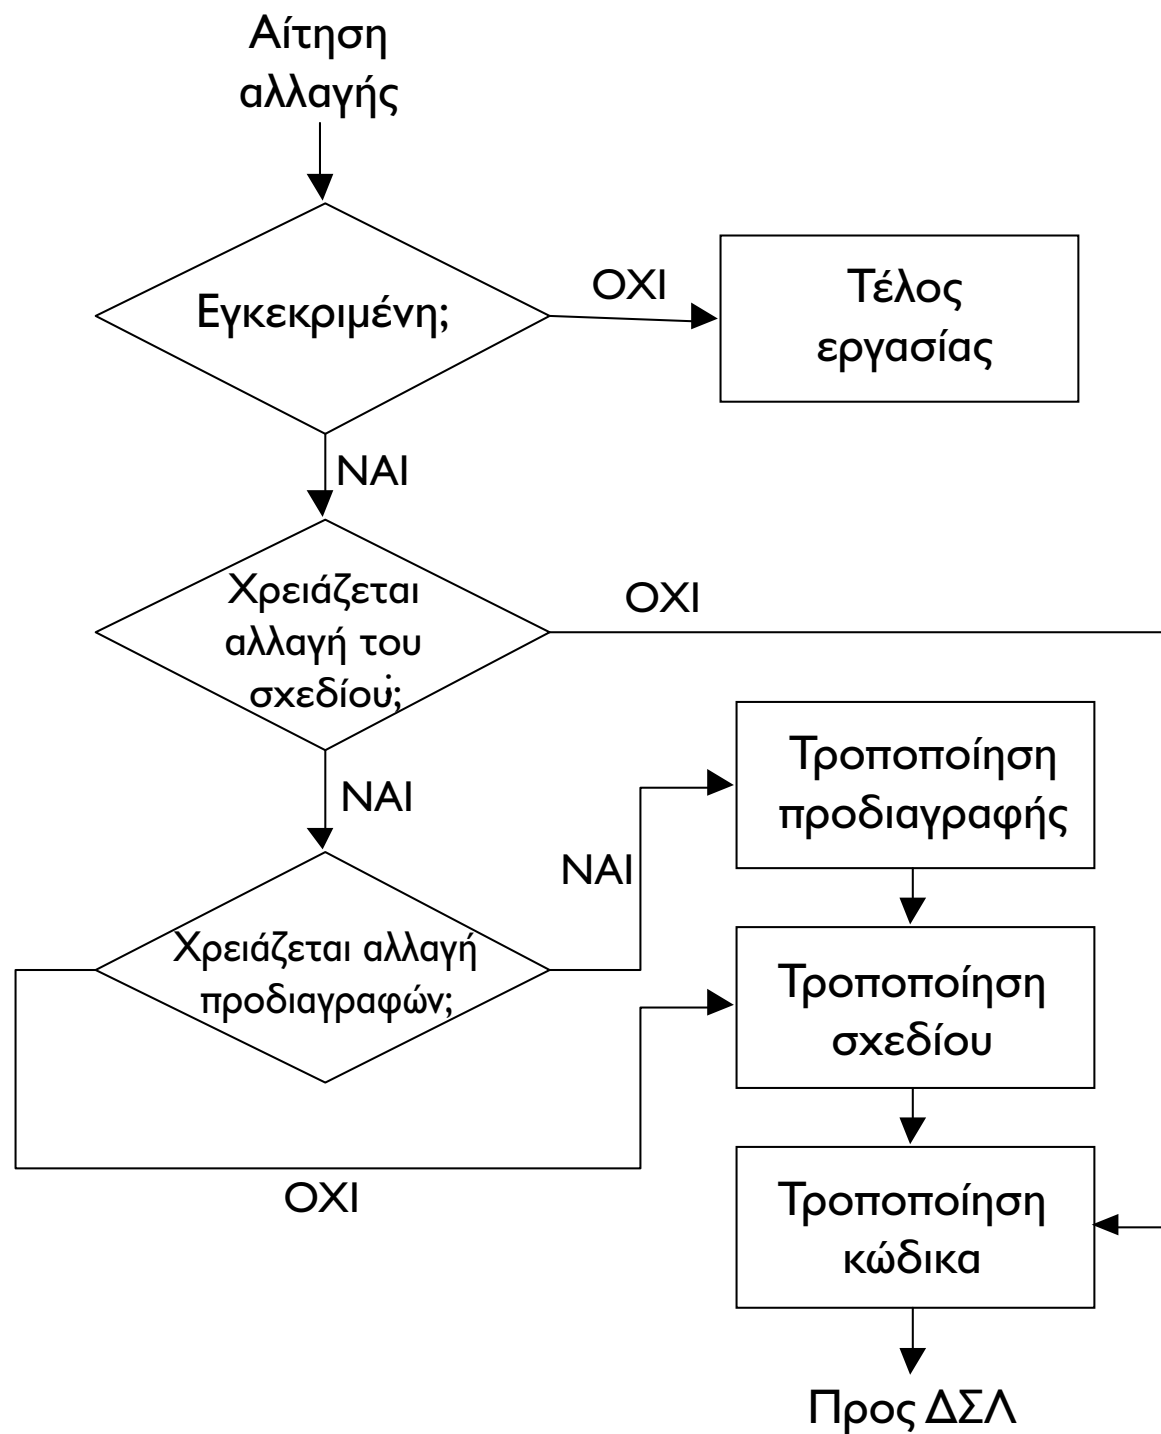 Αίτηση
αλλαγής
Εγκεκριμένη;
ΟΧΙ
Τέλος
εργασίας
ΝΑΙ
Χρειάζεται
αλλαγή του
σχεδίου;
;
ΟΧΙ
ΝΑΙ
Χρειάζεται αλλαγή
προδιαγραφών;
ΝΑΙ
Τροποποίηση
προδιαγραφής
Τροποποίηση
σχεδίου
ΟΧΙ
Τροποποίηση
κώδικα
Προς ΔΣΛ